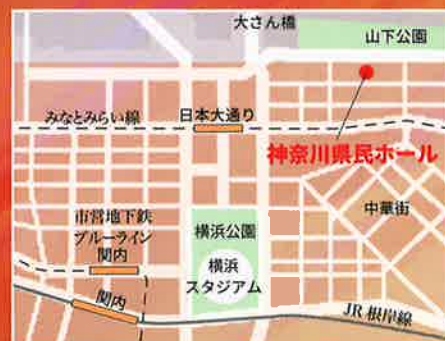 大さん橋
山下公園
みなとみらい線
日本大通り
神奈川県民ホール
中華街
市営地下鉄
ブルーライン
関内
横浜公園
横浜
スタジアム
関内
JR 根岸線